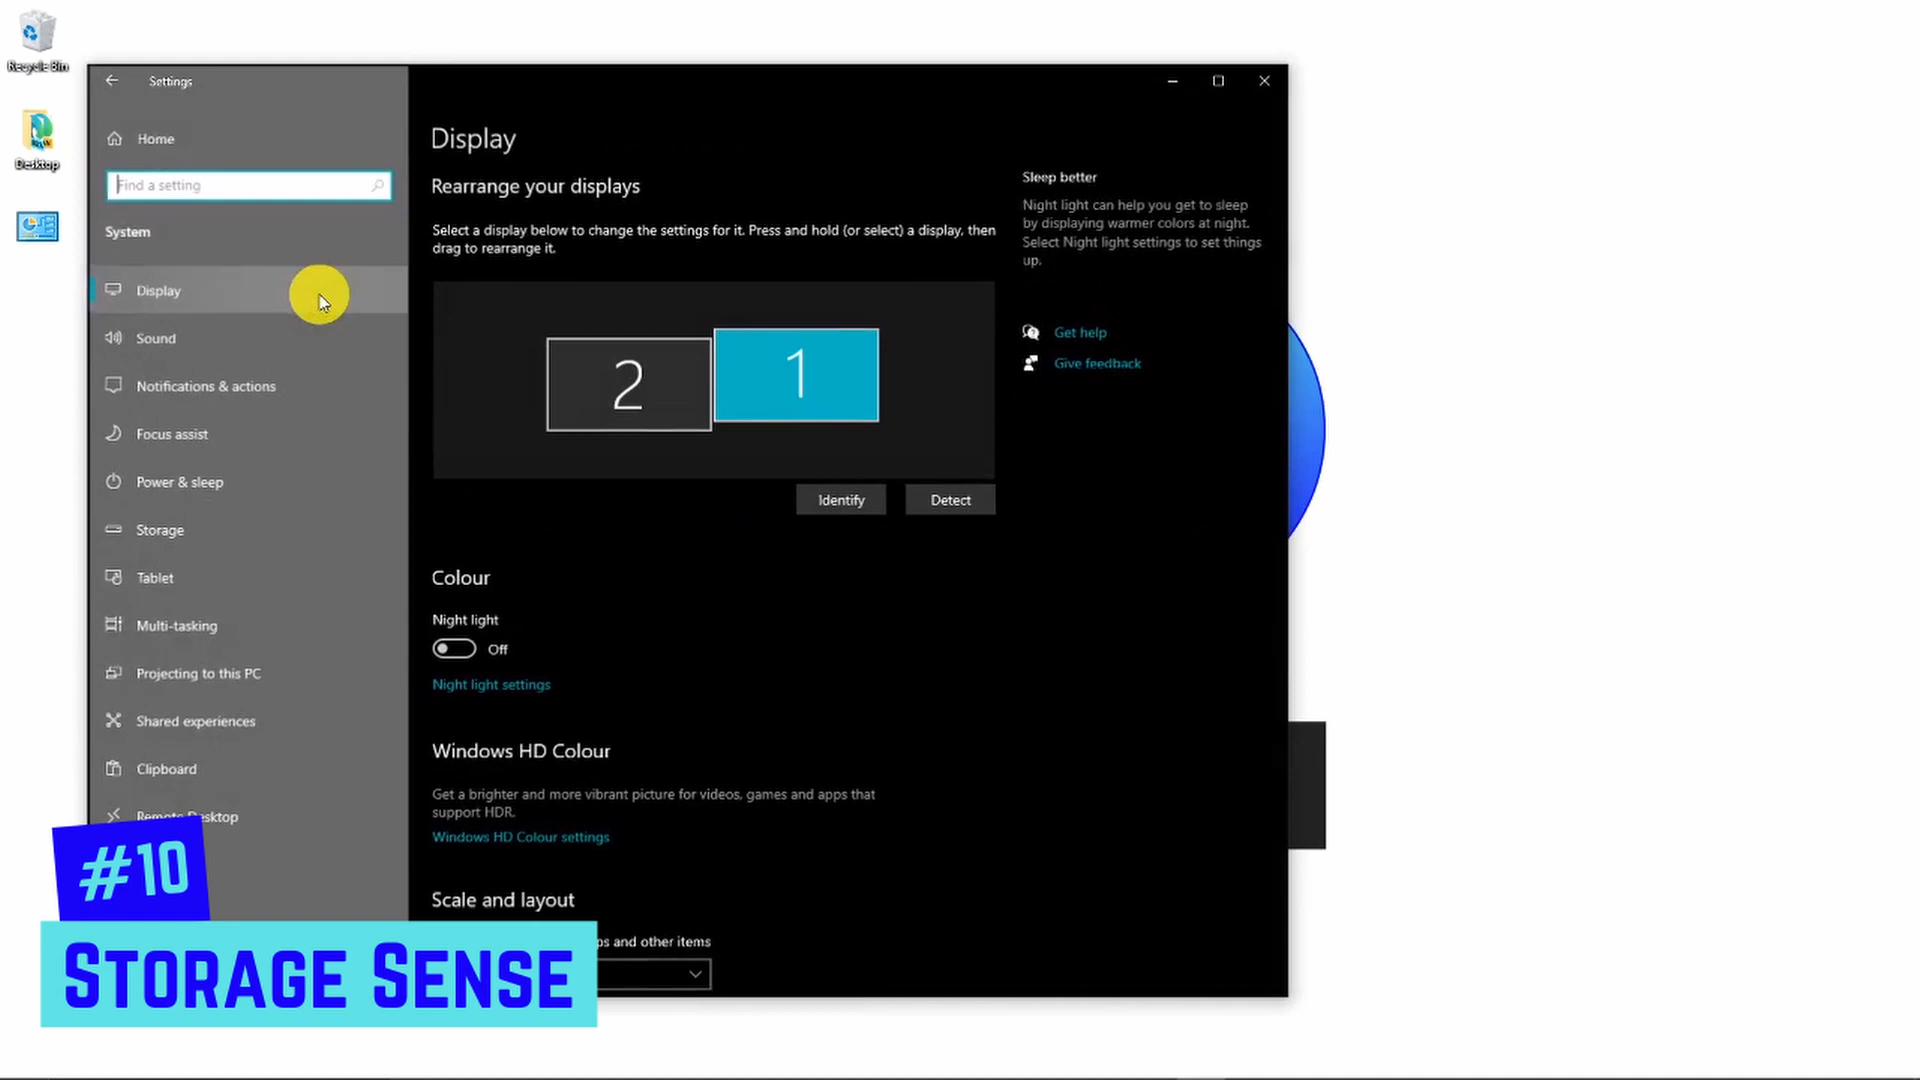 Recycle Bin
Desktop
Settings
Home
Find a setting
System
Display
Sound
Notifications & actions
Focus assist
Power & sleep
Storage
Tablet
Multi-tasking
Projecting to this PC
Shared experiences
Clipboard
Remote Desktop
#10
STORAGE SENSE
Display
Rearrange your displays
Select a display below to change the settings for it. Press and hold (or select) a display, then
drag to rearrange it.
2
1
Identify
Detect
Colour
Night light
Off
Night light settings
Windows HD Colour
Get a brighter and more vibrant picture for videos, games and apps that
support HDR.
Windows HD Colour settings
Scale and layout
and other items
Sleep better
Night light can help you get to sleep
by displaying warmer colors at night.
Select Night light settings to set things
up.
Get help
Give feedback